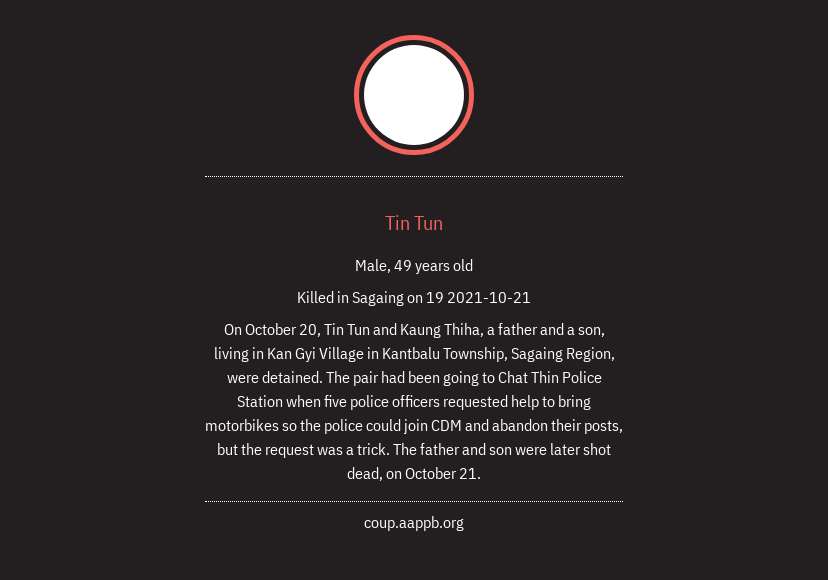 Tin Tun
Male, 49 years old
Killed in Sagaing on 19 2021-10-21
On October 20, Tin Tun and Kaung Thiha, a father and a son,
living in Kan Gyi Village in Kantbalu Township, Sagaing Region,
were detained. The pair had been going to Chat Thin Police
Station when five police officers requested help to bring
motorbikes so the police could join CDM and abandon their posts,
but the request was a trick. The father and son were later shot
dead, on October 21.
coup.aappb.org